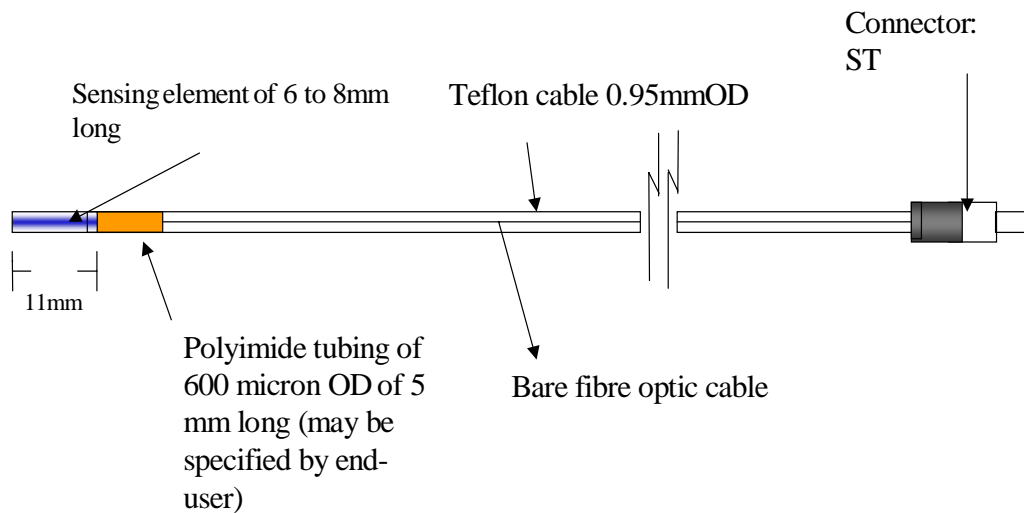 Connector:
ST
Sensing element of 6 to 8mm
long
Teflon cable 0.95mmOD
11mm
Polyimide tubing of
600 micron OD of 5
mm long (may be
specified by end-
user)
Bare fibre optic cable